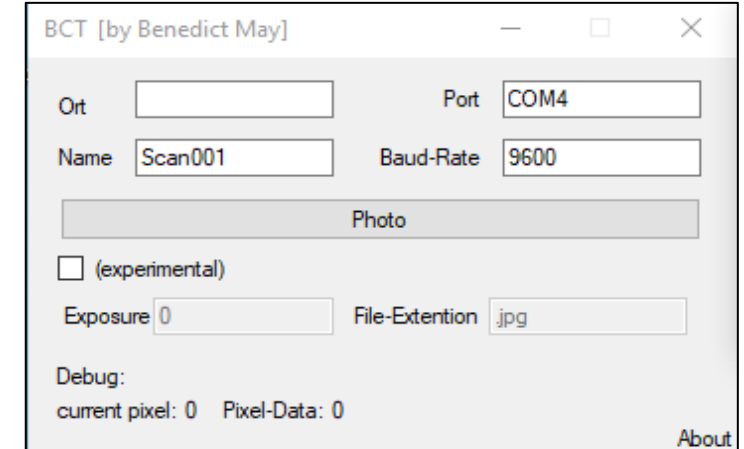 BCT [by Benedict May]
Ort Port COM4
Name Scan001 Baud-Rate 9600
Photo
(experimental)
Exposure 0 File-Extention .jpg
Debug:
current pixel: 0 Pixel-Data: 0
About